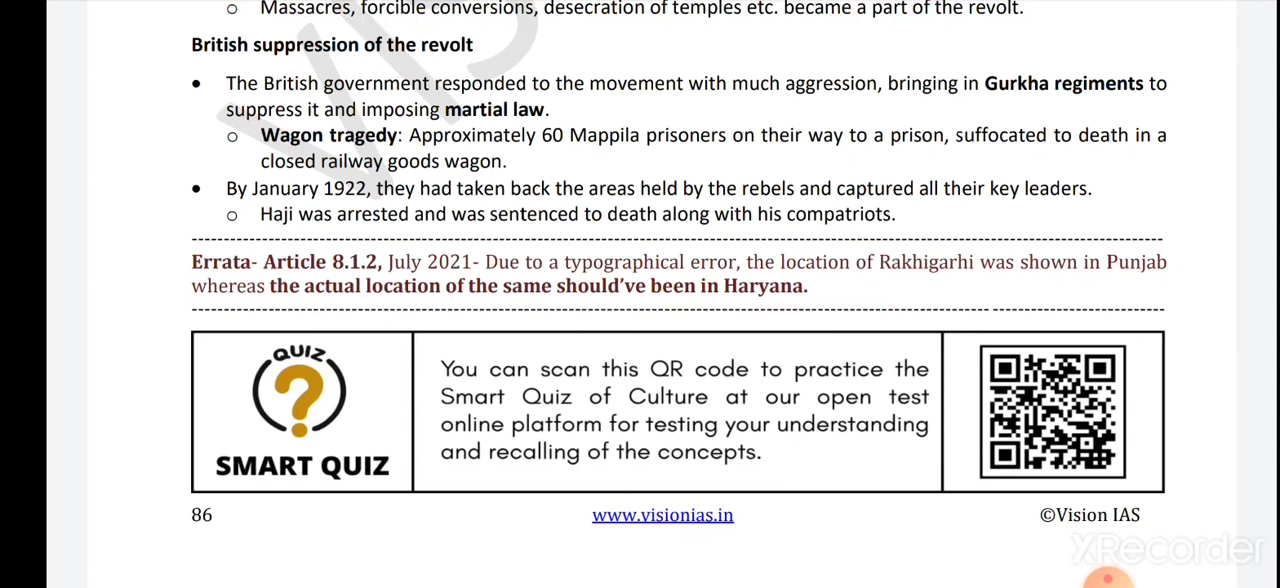 o Massacres, forcible conversions, desecration of temples etc. became a part of the revolt.
British suppression of the revolt
• The British government responded to the movement with much aggression, bringing in Gurkha regiments to
suppress it and imposing martial law.
o Wagon tragedy: Approximately 60 Mappila prisoners on their way to a prison, suffocated to death in a
closed railway goods wagon.
• By January 1922, they had taken back the areas held by the rebels and captured all their key leaders.
o Haji was arrested and was sentenced to death along with his compatriots.
Errata- Article 8.1.2, July 2021- Due to a typographical error, the location of Rakhigarhi was shown in Punjab
whereas the actual location of the same should've been in Haryana.
QUIZ
?
SMART QUIZ
You can scan this QR code to practice the
Smart Quiz of Culture at our open test
online platform for testing your understanding
and recalling of the concepts.
86 www.visionias.in ©Vision IAS
XRecorder